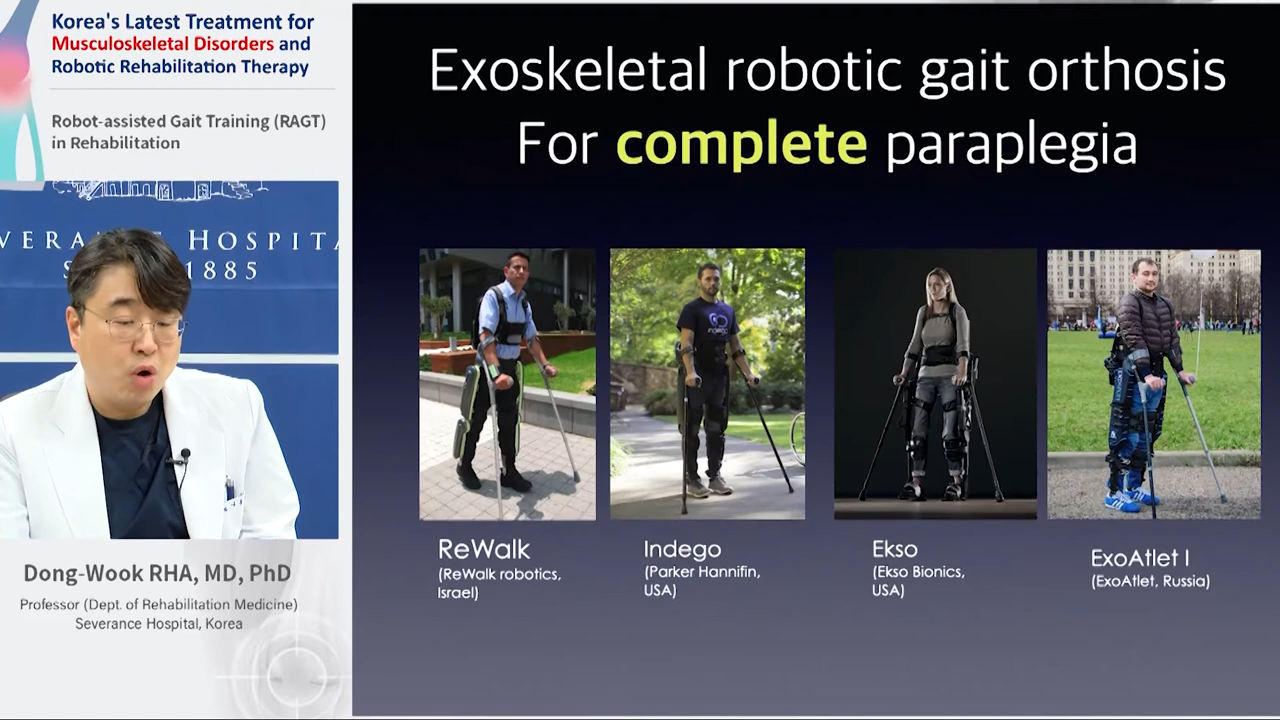 Korea's Latest Treatment for
Musculoskeletal Disorders and
Robotic Rehabilitation Therapy
Robot-assisted Gait Training (RAGT)
in Rehabilitation
HOSPITA
1885
Dong-Wook RHA, MD, PhD
Professor (Dept. of Rehabilitation Medicine)
Severance Hospital, Korea
Exoskeletal robotic gait orthosis
For complete paraplegia
indego
ReWalk
(ReWalk robotics,
Israel)
Indego
(Parker Hannifin,
USA)
Ekso
(Ekso Bionics,
USA)
ExoAtlet I
(ExoAtlet, Russia)